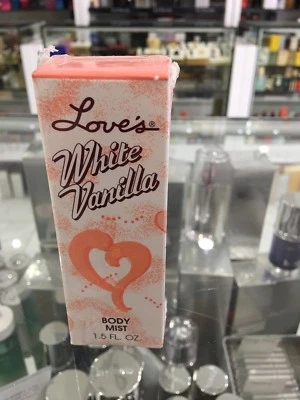 Love's®
White
Vanilla
BODY
MIST
1.5 FL. OZ.